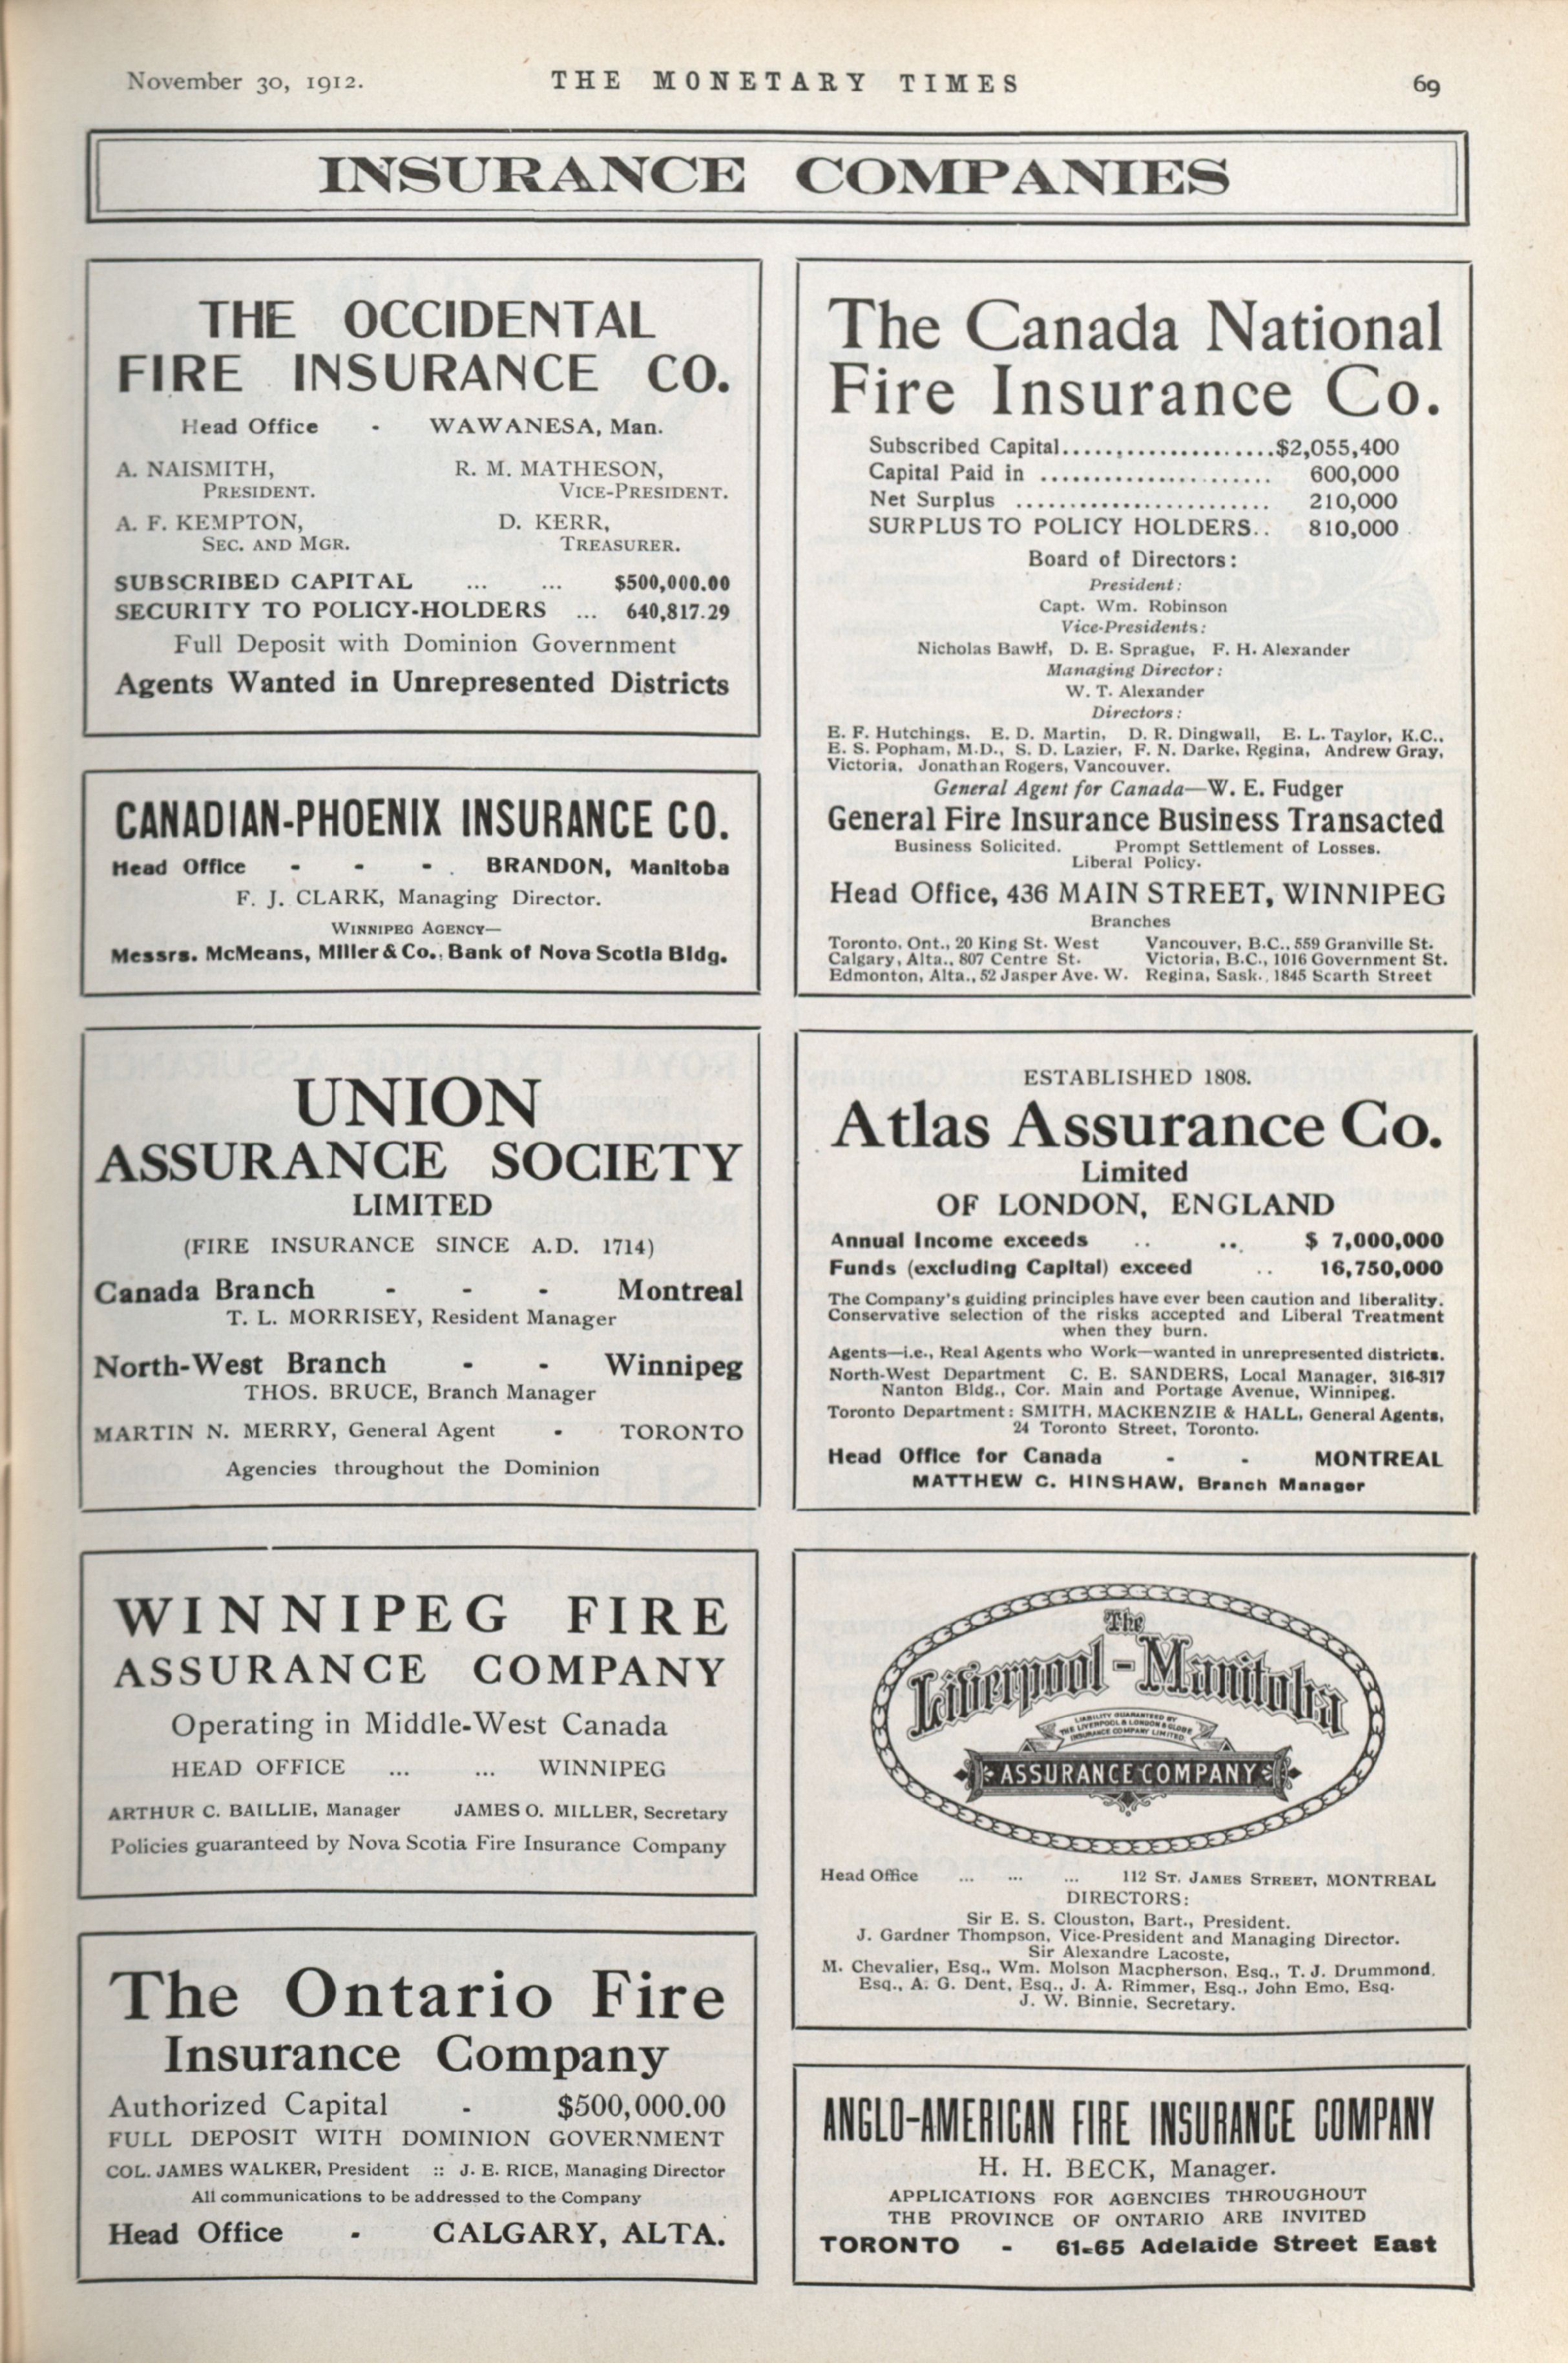 November 30, 1912.
THE MONETARY TIMES
69
INSURANCE COMPANIES
THE OCCIDENTAL
FIRE INSURANCE CO.
Head Office - WAWANESA, Man.
A. NAISMITH, R. M. MATHESON,
PRESIDENT. VICE-PRESIDENT.
A. F. KEMPTON, D. KERR,
SEC. AND MGR. TREASURER.
SUBSCRIBED CAPITAL ... ... $500,000.00
SECURITY TO POLICY-HOLDERS ... 640,817.29
Full Deposit with Dominion Government
Agents Wanted in Unrepresented Districts
CANADIAN-PHOENIX INSURANCE CO.
Head Office - - - BRANDON, Manitoba
F. J. CLARK, Managing Director.
WINNIPEG AGENCY—
Messrs. McMeans, Miller & Co., Bank of Nova Scotia Bldg.
UNION
ASSURANCE SOCIETY
LIMITED
(FIRE INSURANCE SINCE A.D. 1714)
Canada Branch - - - Montreal
T. L. MORRISEY, Resident Manager
North-West Branch - - Winnipeg
THOS. BRUCE, Branch Manager
MARTIN N. MERRY, General Agent - TORONTO
Agencies throughout the Dominion
WINNIPEG FIRE
ASSURANCE COMPANY
Operating in Middle-West Canada
HEAD OFFICE ... ... WINNIPEG
ARTHUR C. BAILLIE, Manager JAMES O. MILLER, Secretary
Policies guaranteed by Nova Scotia Fire Insurance Company
The Ontario Fire
Insurance Company
Authorized Capital - $500,000.00
FULL DEPOSIT WITH DOMINION GOVERNMENT
COL. JAMES WALKER, President :: J. E. RICE, Managing Director
All communications to be addressed to the Company
Head Office - CALGARY, ALTA.
The Canada National
Fire Insurance Co.
Subscribed Capital......................$2,055,400
Capital Paid in ...................... 600,000
Net Surplus ........................ 210,000
SURPLUS TO POLICY HOLDERS.. 810,000
Board of Directors:
President:
Capt. Wm. Robinson
Vice-Presidents:
Nicholas Bawlf, D. E. Sprague, F. H. Alexander
Managing Director:
W. T. Alexander
Directors:
E. F. Hutchings, E. D. Martin, D. R. Dingwall, E. L. Taylor, K.C.,
E. S. Popham, M.D., S. D. Lazier, F. N. Darke, Regina, Andrew Gray,
Victoria, Jonathan Rogers, Vancouver.
General Agent for Canada—W. E. Fudger
General Fire Insurance Business Transacted
Business Solicited. Prompt Settlement of Losses.
Liberal Policy.
Head Office, 436 MAIN STREET, WINNIPEG
Branches
Toronto, Ont., 20 King St. West Vancouver, B.C., 559 Granville St.
Calgary, Alta., 807 Centre St. Victoria, B.C., 1016 Government St.
Edmonton, Alta., 52 Jasper Ave. W. Regina, Sask., 1845 Scarth Street
ESTABLISHED 1808.
Atlas Assurance Co.
Limited
OF LONDON, ENGLAND
Annual Income exceeds .. .. $ 7,000,000
Funds (excluding Capital) exceed .. 16,750,000
The Company's guiding principles have ever been caution and liberality.
Conservative selection of the risks accepted and Liberal Treatment
when they burn.
Agents—i.e., Real Agents who Work—wanted in unrepresented districts.
North-West Department C. E. SANDERS, Local Manager, 316-317
Nanton Bldg., Cor. Main and Portage Avenue, Winnipeg.
Toronto Department: SMITH, MACKENZIE & HALL, General Agents,
24 Toronto Street, Toronto.
Head Office for Canada - - MONTREAL
MATTHEW C. HINSHAW, Branch Manager
The
Liverpool-Manitoba
LIABILITY GUARANTEED BY
THE LIVERPOOL & LONDON & GLOBE
INSURANCE COMPANY LIMITED
ASSURANCE COMPANY
Head Office ... ... ... 112 ST. JAMES STREET, MONTREAL
DIRECTORS:
Sir E. S. Clouston, Bart., President.
J. Gardner Thompson, Vice-President and Managing Director.
Sir Alexandre Lacoste,
M. Chevalier, Esq., Wm. Molson Macpherson, Esq., T. J. Drummond,
Esq., A. G. Dent, Esq., J. A. Rimmer, Esq., John Emo, Esq.
J. W. Binnie, Secretary.
ANGLO-AMERICAN FIRE INSURANCE COMPANY
H. H. BECK, Manager.
APPLICATIONS FOR AGENCIES THROUGHOUT
THE PROVINCE OF ONTARIO ARE INVITED
TORONTO - 61-65 Adelaide Street East